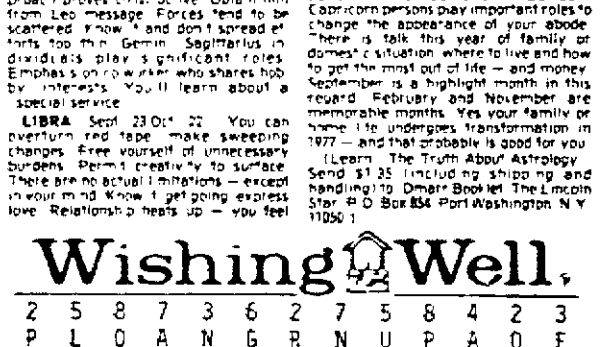 from Leo message Forces tend to be
scattered Know it and don't spread ef
forts too thin Gemini Sagittarius in
dividuals play significant roles
Emphasis on co worker who shares hob
by interests You'll learn about a
special service
LIBRA Sept 23 Oct 22 You can
overturn red tape make sweeping
changes Free yourself of unnecessary
burdens Permit creativity to surface
There are no actual limitations — except
in your mind Know it get going express
love Relationship heats up — you feel
Capricorn persons play important roles to
change the appearance of your abode
There is talk this year of family or
domestic situation where to live and how
to get the most out of life — and money
September is a highlight month in this
regard February and November are
memorable months Yes your family or
home life undergoes transformation in
1977 — and that probably is good for you
(Learn The Truth About Astrology
Send $1.35 (including shipping and
handling) to Omarr Booklet The Lincoln
Star P O Box 854 Port Washington N Y
11050 )
Wishing Well
2 5 8 7 3 6 2 7 5 8 4 2 3
P L O A N G R N U P A O E